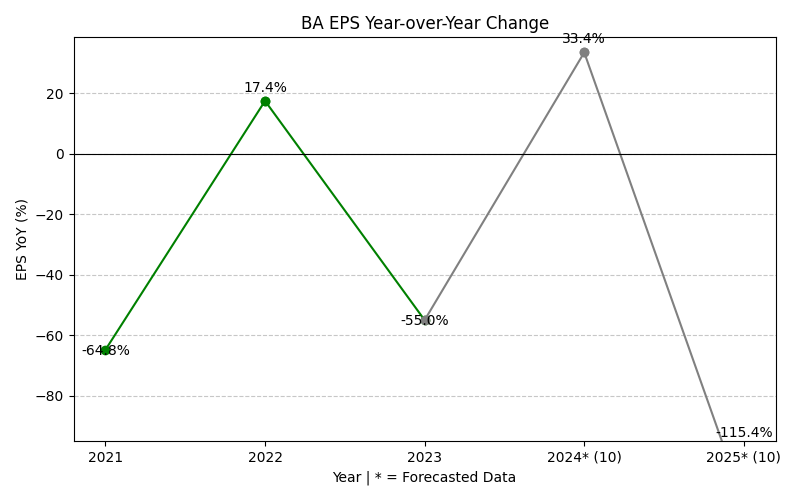 BA EPS Year-over-Year Change
33.4%
17.4%
-55.0%
-64.8%
-115.4%
20
0
−20
−40
−60
−80
EPS YoY (%)
2021 2022 2023 2024* (10) 2025* (10)
Year | * = Forecasted Data